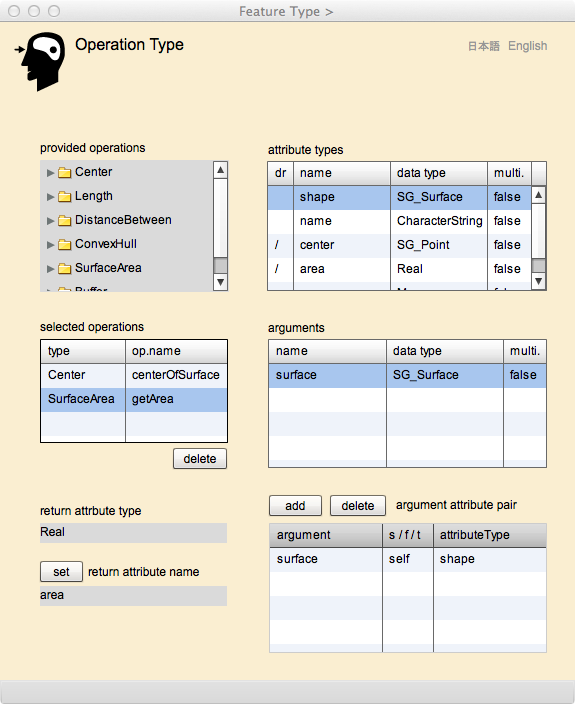 Feature Type >
Operation Type
日本語 English
provided operations
Center
Length
DistanceBetween
ConvexHull
SurfaceArea
Buffer
attribute types
dr name data type multi.
shape SG_Surface false
name CharacterString false
/ center SG_Point false
/ area Real false
selected operations
type op.name
Center centerOfSurface
SurfaceArea getArea
delete
arguments
name data type multi.
surface SG_Surface false
return attrbute type
Real
set return attribute name
area
add delete argument attribute pair
argument s / f / t attributeType
surface self shape